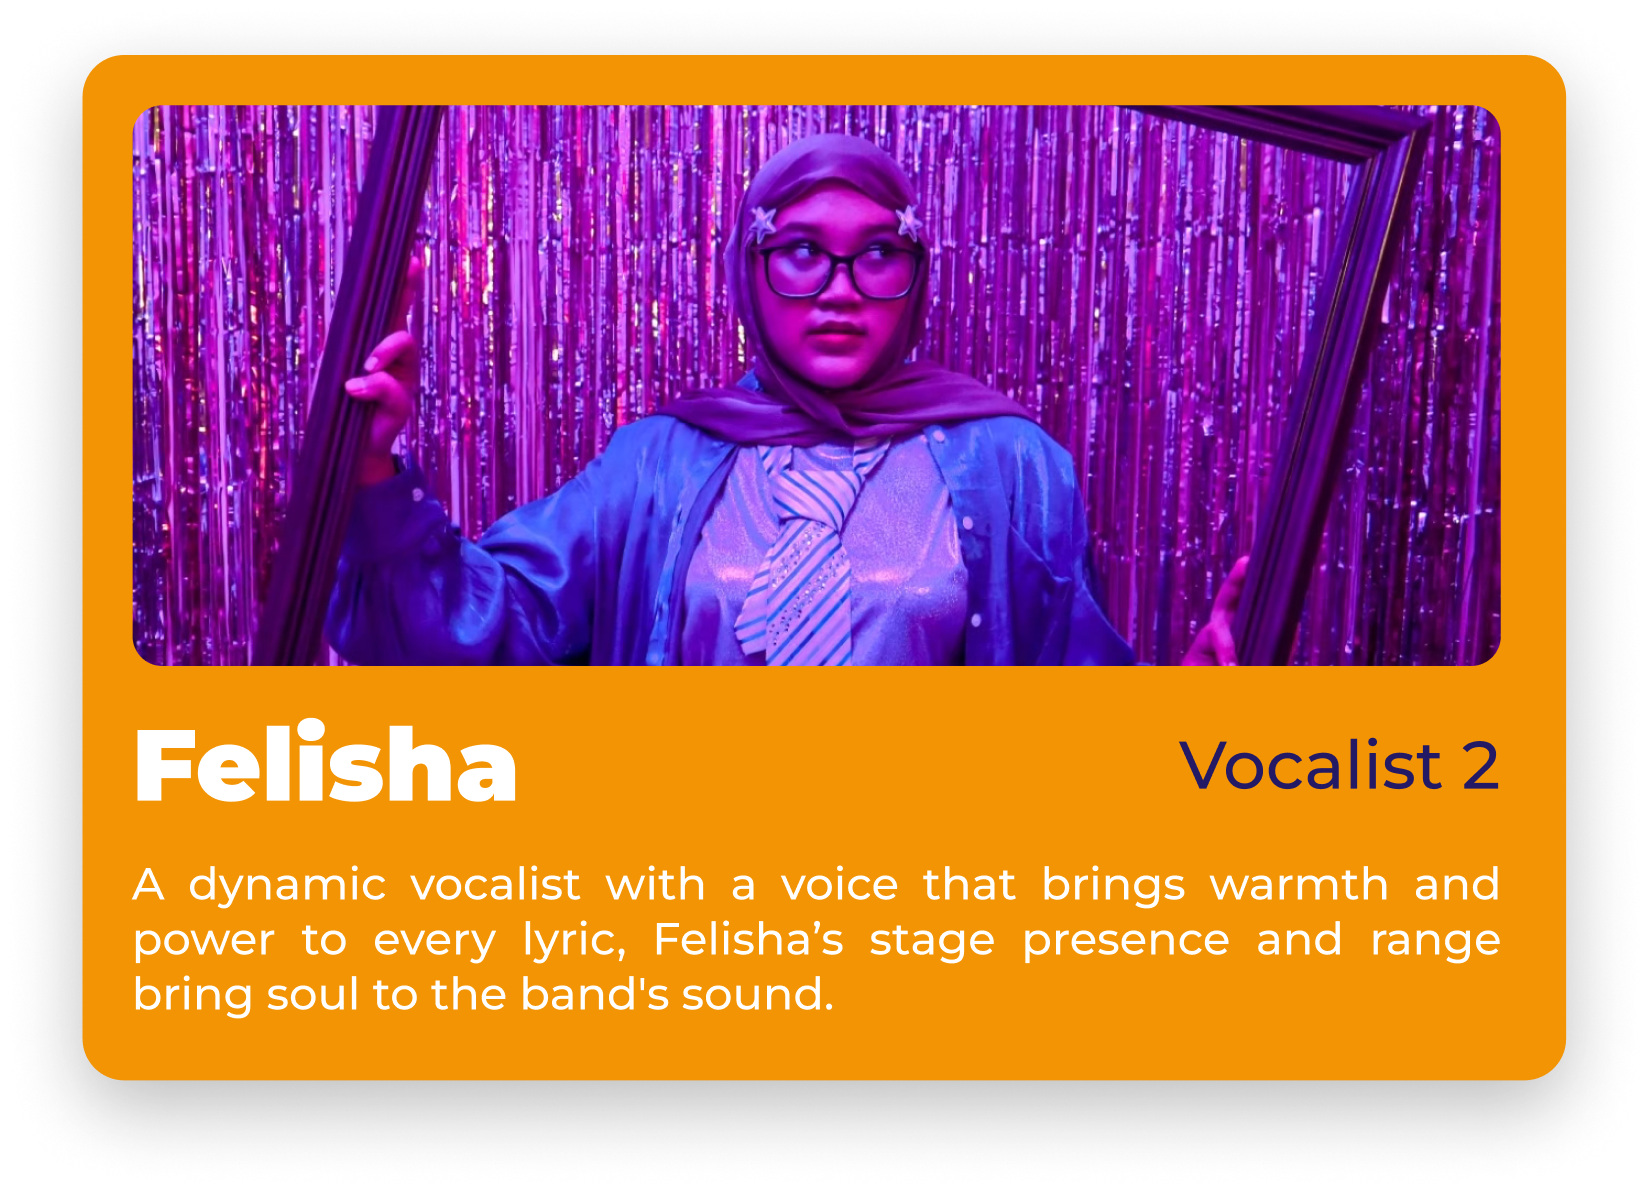 Felisha
Vocalist 2
A dynamic vocalist with a voice that brings warmth and
power to every lyric, Felisha’s stage presence and range
bring soul to the band's sound.